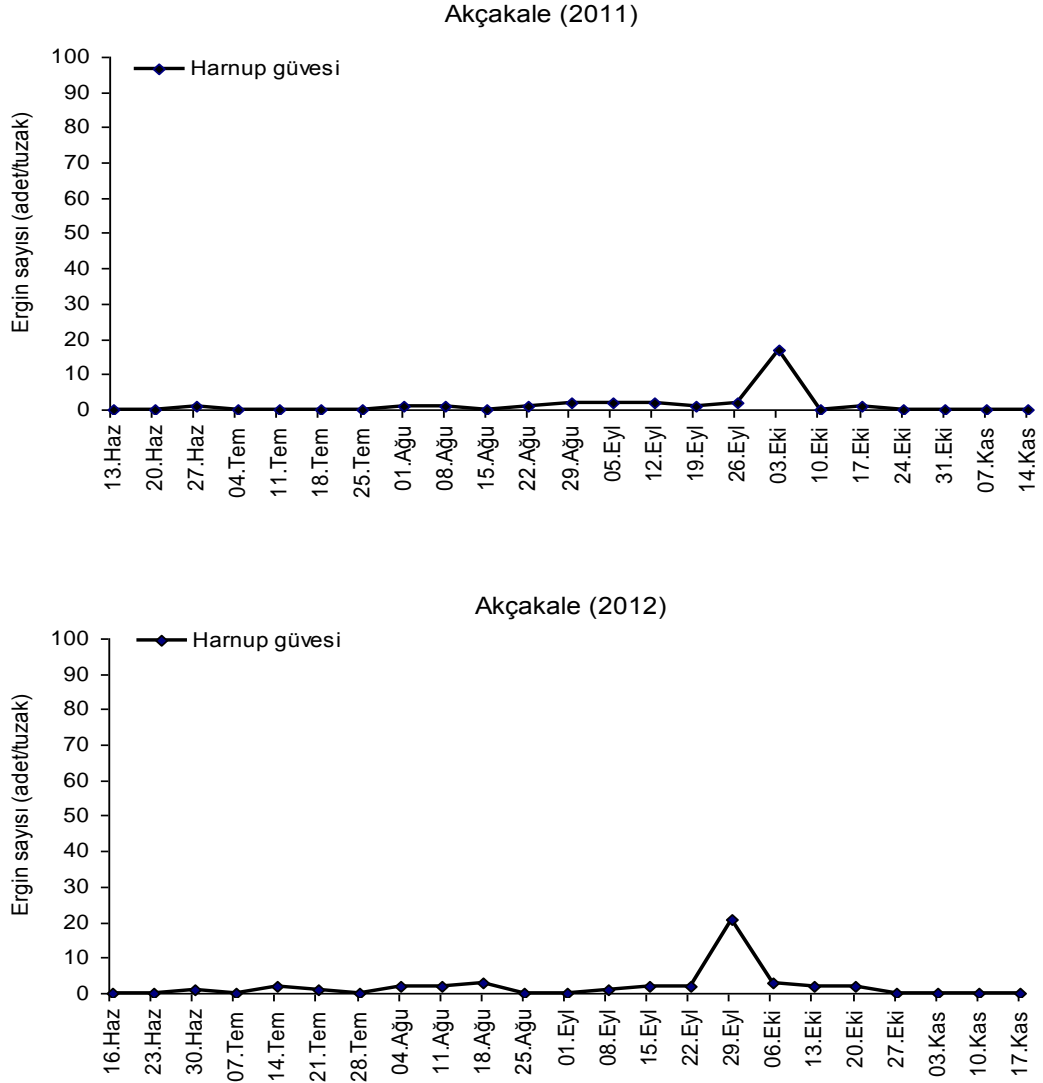 Akçakale (2011)
Harnup güvesi
Ergin sayısı (adet/tuzak)
100
90
80
70
60
50
40
30
20
10
0
13.Haz
20.Haz
27.Haz
04.Tem
11.Tem
18.Tem
25.Tem
01.Ağu
08.Ağu
15.Ağu
22.Ağu
29.Ağu
05.Eyl
12.Eyl
19.Eyl
26.Eyl
03.Eki
10.Eki
17.Eki
24.Eki
31.Eki
07.Kas
14.Kas
Akçakale (2012)
Harnup güvesi
Ergin sayısı (adet/tuzak)
100
90
80
70
60
50
40
30
20
10
0
16.Haz
23.Haz
30.Haz
07.Tem
14.Tem
21.Tem
28.Tem
04.Ağu
11.Ağu
18.Ağu
25.Ağu
01.Eyl
08.Eyl
15.Eyl
22.Eyl
29.Eyl
06.Eki
13.Eki
20.Eki
27.Eki
03.Kas
10.Kas
17.Kas